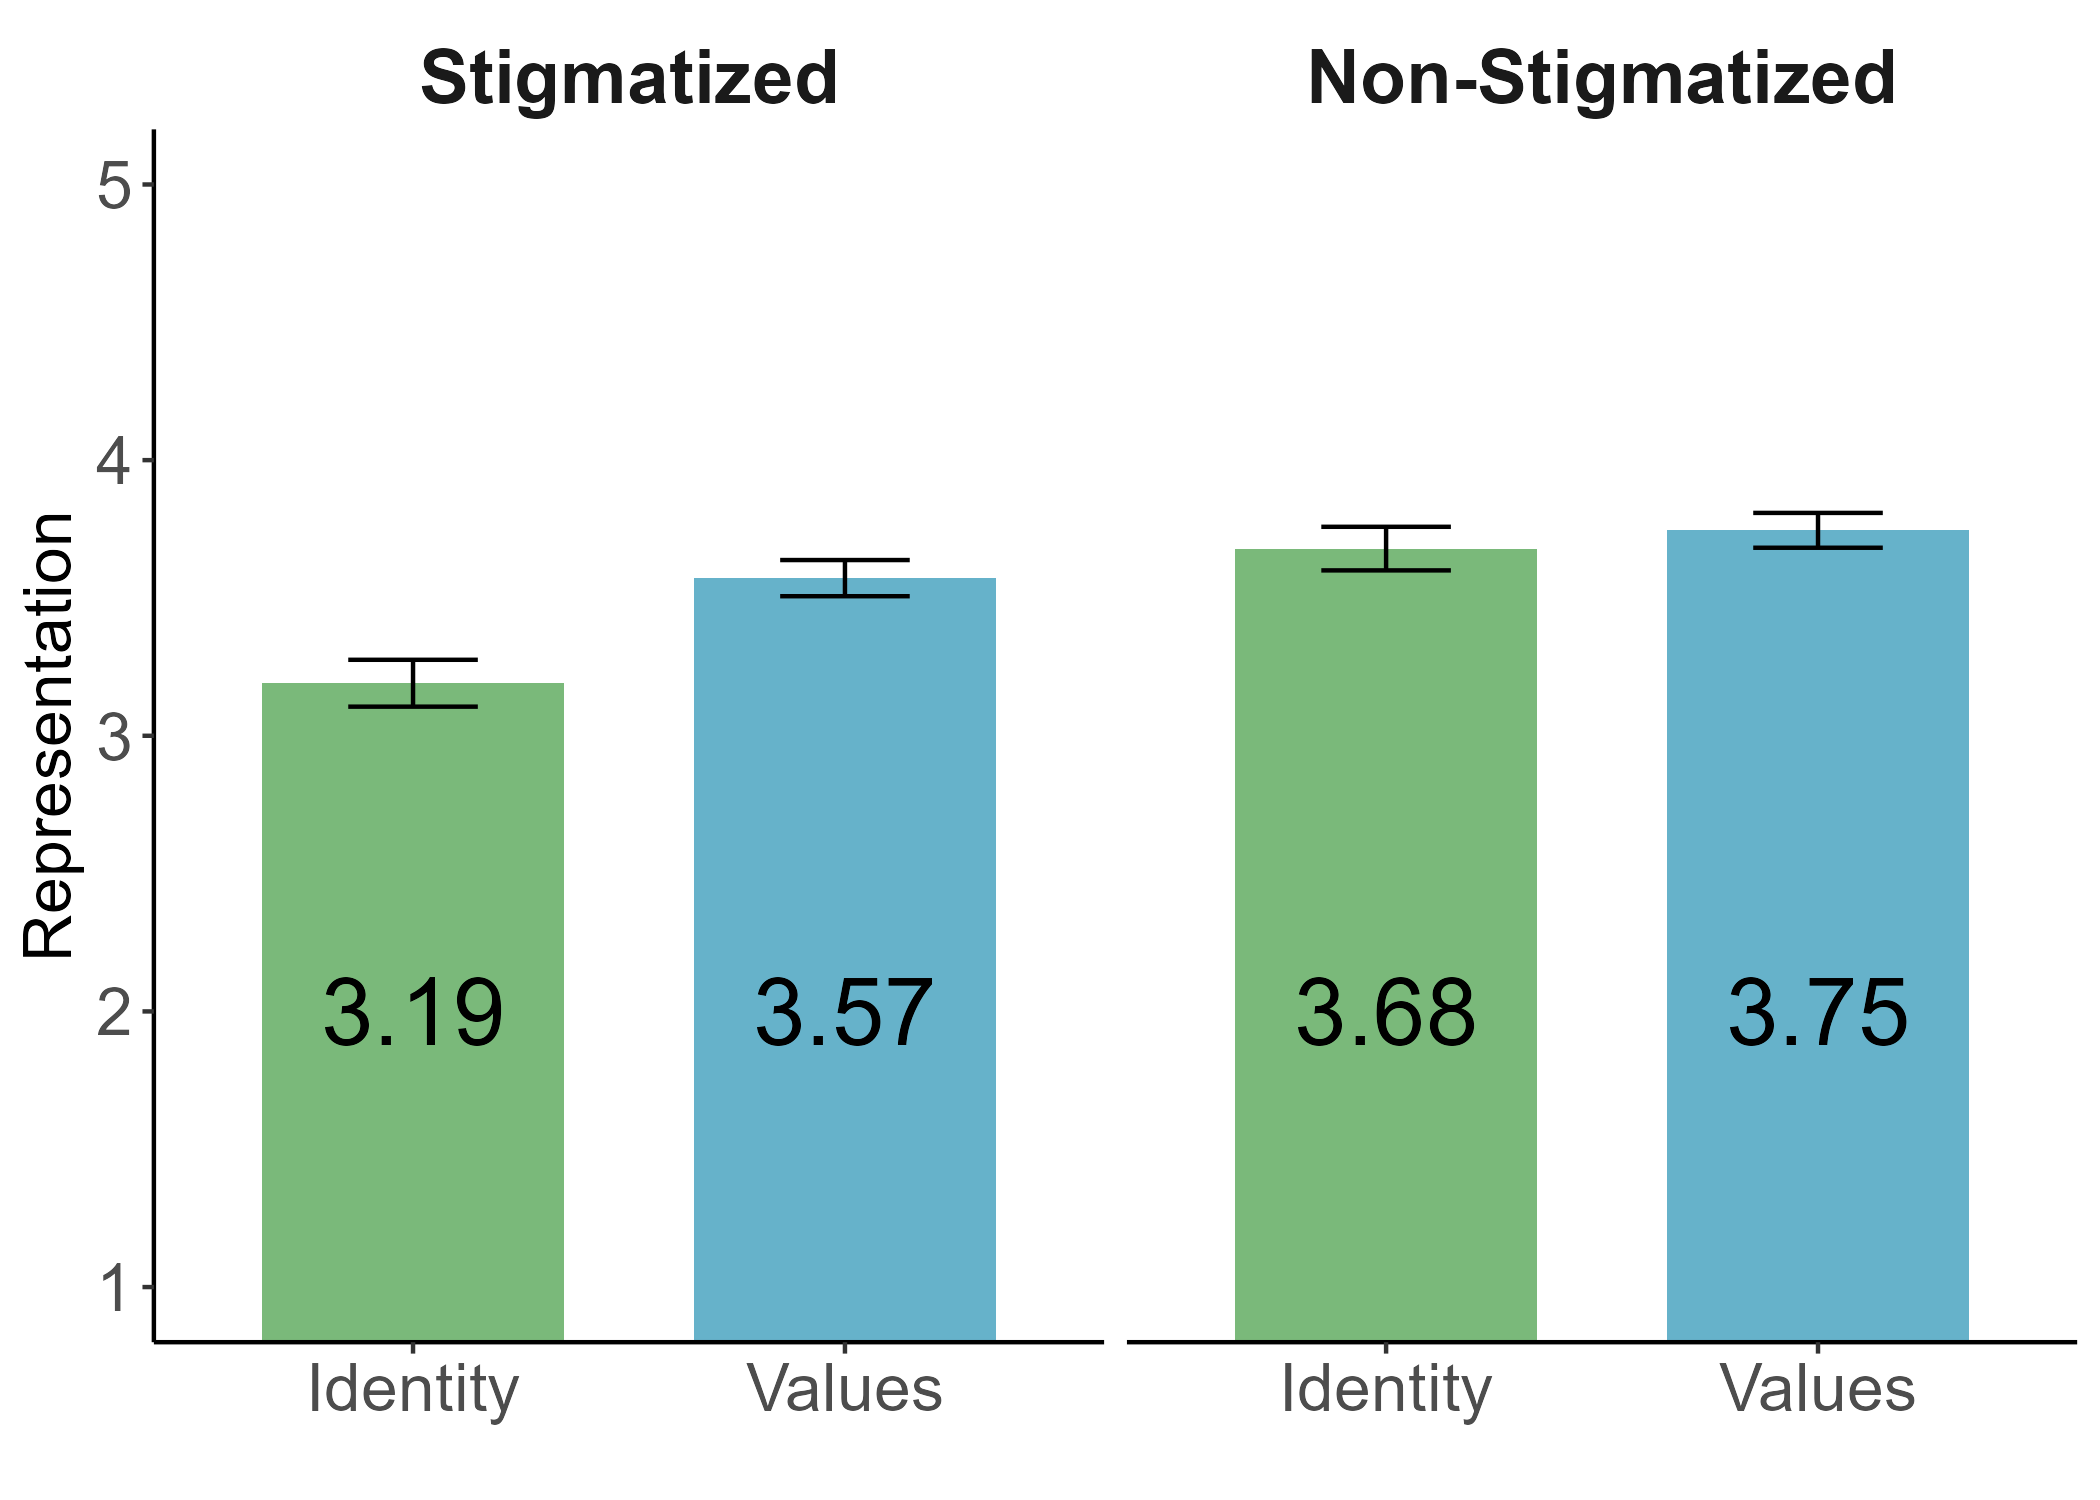 Stigmatized
Non-Stigmatized
Representation
5
4
3
2
1
3.19
3.57
3.68
3.75
Identity
Values
Identity
Values